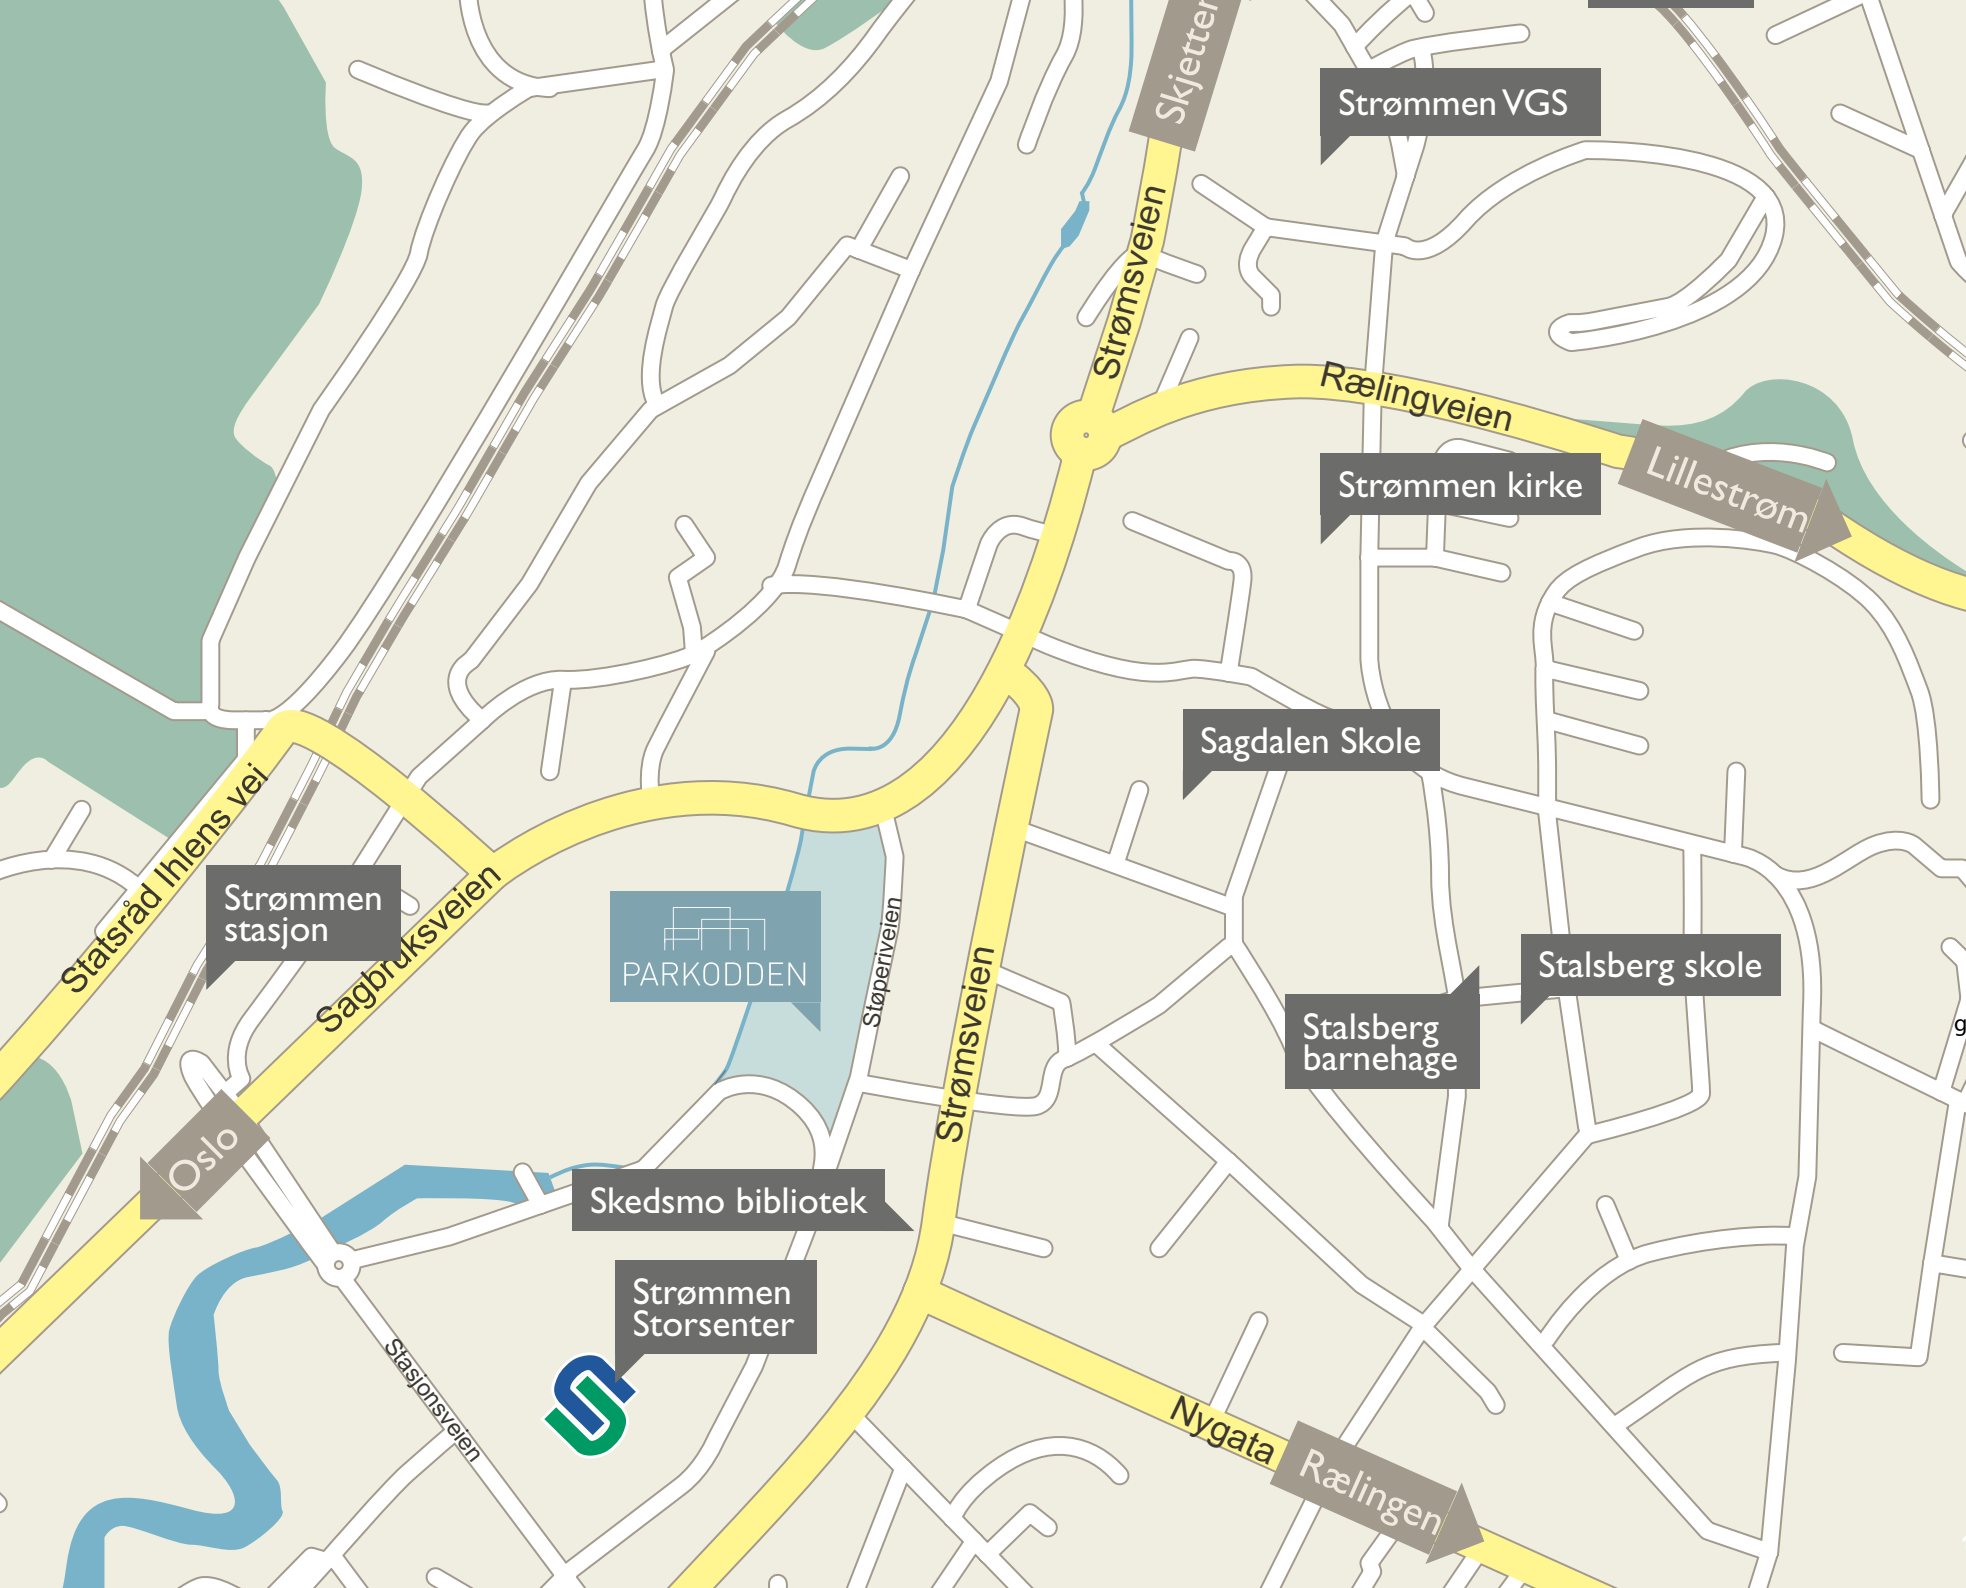 Skjetten
Strømmen VGS
Strømsveien
Rælingveien
Lillestrøm
Strømmen kirke
Sagdalen Skole
Statsråd Ihlens vei
Strømmen
stasjon
Sagbruksveien
PARKODDEN
Støperiveien
Strømsveien
Stalsberg skole
Stalsberg
barnehage
g
Oslo
Skedsmo bibliotek
Strømmen
Storsenter
Stasjonsveien
Nygata
Rælingen